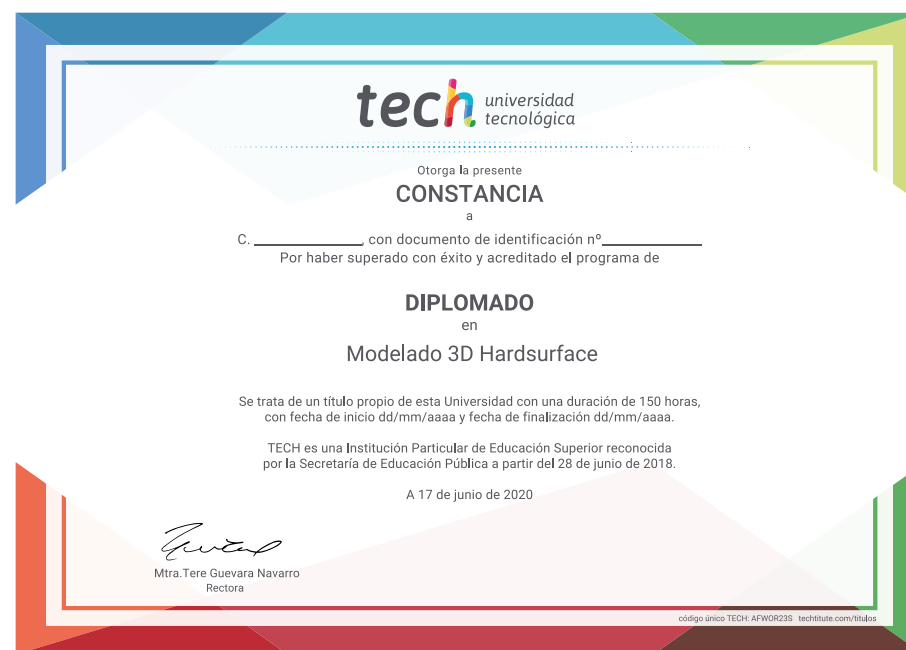 tech universidad
tecnológica
Otorga la presente
CONSTANCIA
a
C. ______________, con documento de identificación nº_____________
Por haber superado con éxito y acreditado el programa de
DIPLOMADO
en
Modelado 3D Hardsurface
Se trata de un título propio de esta Universidad con una duración de 150 horas,
con fecha de inicio dd/mm/aaaa y fecha de finalización dd/mm/aaaa.
TECH es una Institución Particular de Educación Superior reconocida
por la Secretaría de Educación Pública a partir del 28 de junio de 2018.
A 17 de junio de 2020
Mtra.Tere Guevara Navarro
Rectora
código único TECH: AFWOR23S techtitute.com/titulos